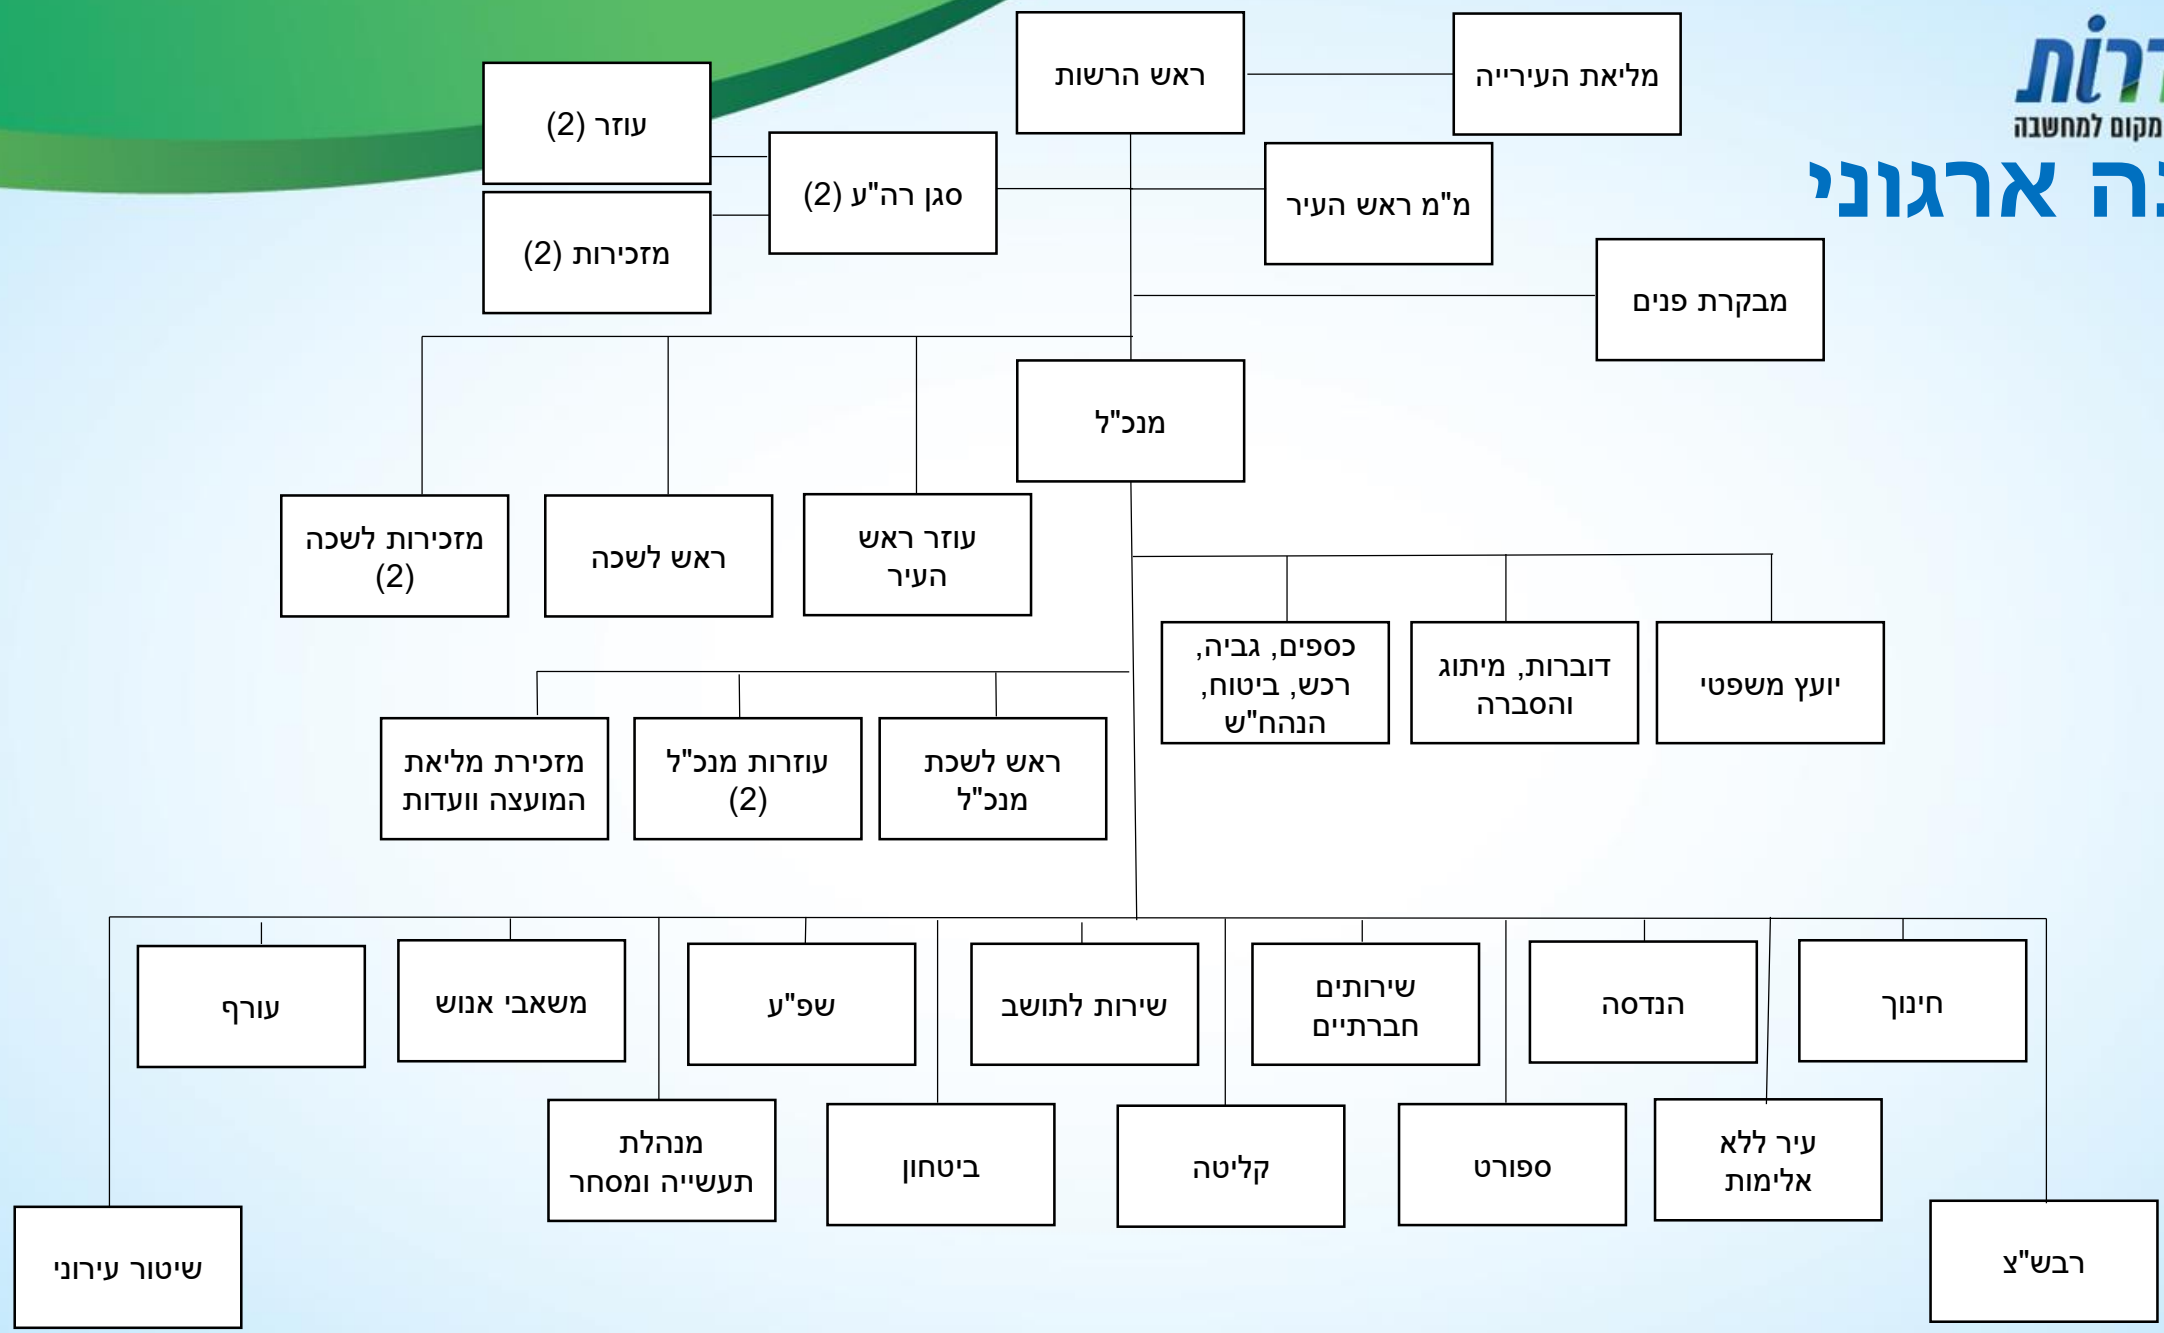 מקום למחשבה
ארגוני
ראש הרשות
מליאת העירייה
עוזר (2)
סגן רה"ע (2)
מזכירות (2)
מ"מ ראש העיר
מבקרת פנים
מנכ"ל
עוזר ראש
העיר
ראש לשכה
מזכירות לשכה
(2)
יועץ משפטי
דוברות, מיתוג
והסברה
כספים, גביה,
רכש, ביטוח,
הנהח"ש
ראש לשכת
מנכ"ל
עוזרות מנכ"ל
(2)
מזכירת מליאת
המועצה וועדות
חינוך
הנדסה
שירותים
חברתיים
שירות לתושב
שפ"ע
משאבי אנוש
עורף
רבש"צ
עיר ללא
אלימות
ספורט
קליטה
ביטחון
מנהלת
תעשייה ומסחר
שיטור עירוני